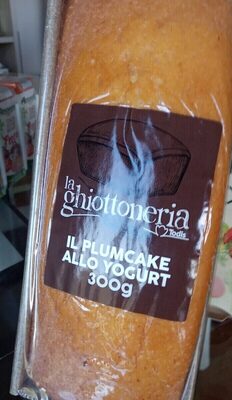 la
ghiottoneria
Todis
IL PLUMCAKE
ALLO YOGURT
300g